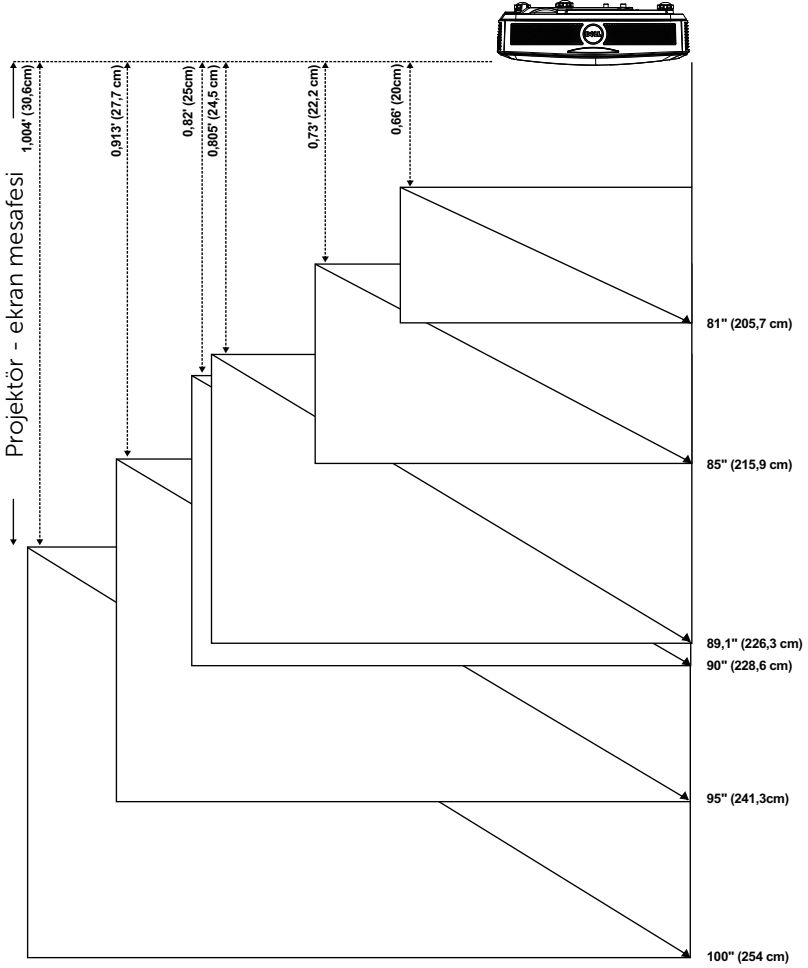 DELL
Projektör - ekran mesafesi
1,004' (30,6cm)
0,913' (27,7 cm)
0,82' (25cm)
0,805' (24,5 cm)
0,73' (22,2 cm)
0,66' (20cm)
81" (205,7 cm)
85" (215,9 cm)
89,1" (226,3 cm)
90" (228,6 cm)
95" (241,3cm)
100" (254 cm)